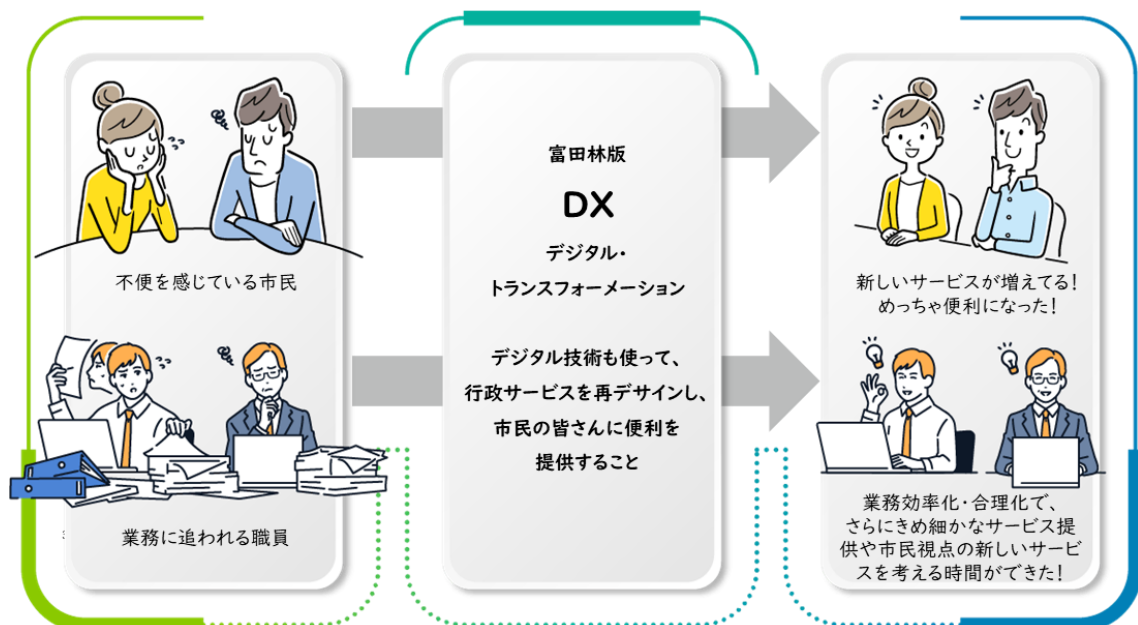 不便を感じている市民
業務に追われる職員
富田林版
DX
デジタル・
トランスフォーメーション
デジタル技術も使って、
行政サービスを再デザインし、
市民の皆さんに便利を
提供すること
新しいサービスが増えてる!
めっちゃ便利になった!
業務効率化・合理化で、
さらにきめ細かなサービス提
供や市民視点の新しいサービ
スを考える時間ができた!